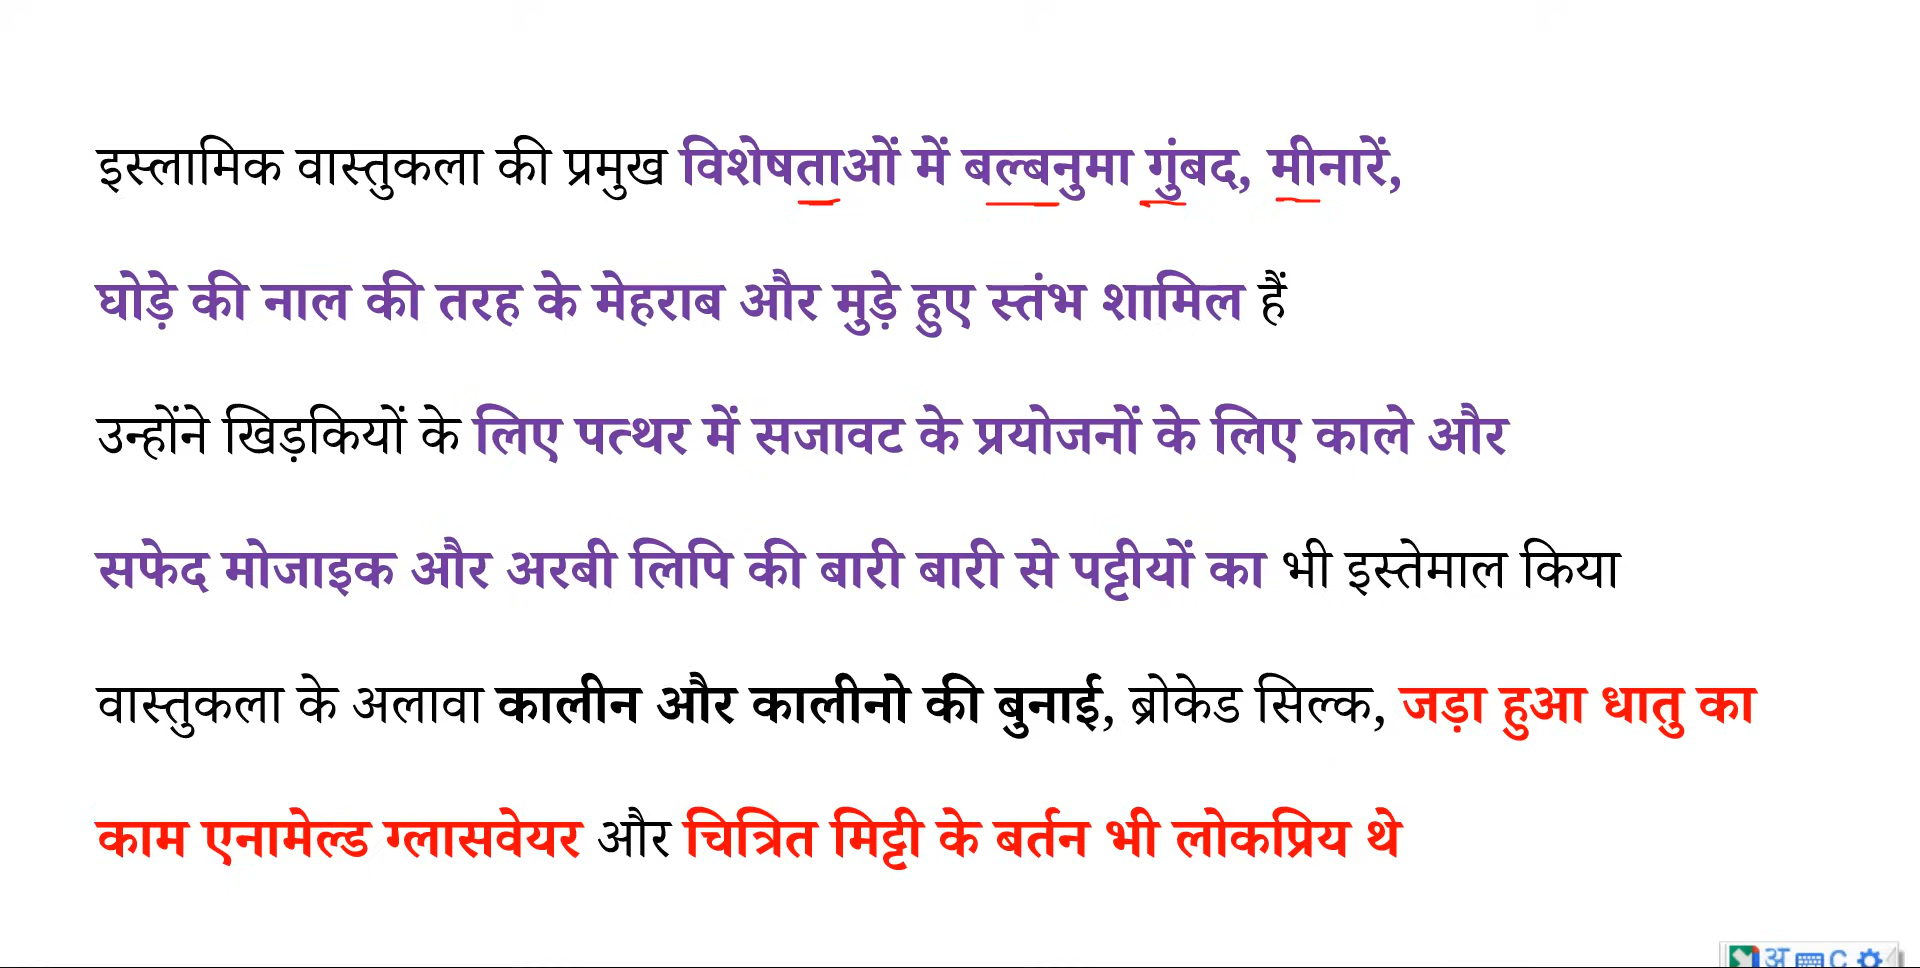 इस्लामिक वास्तुकला की प्रमुख विशेषताओं में बल्बनुमा गुंबद, मीनारें,
घोड़े की नाल की तरह के मेहराब और मुड़े हुए स्तंभ शामिल हैं
उन्होंने खिड़कियों के लिए पत्थर में सजावट के प्रयोजनों के लिए काले और
सफेद मोजाइक और अरबी लिपि की बारी बारी से पट्टीयों का भी इस्तेमाल किया
वास्तुकला के अलावा कालीन और कालीनो की बुनाई, ब्रोकेड सिल्क, जड़ा हुआ धातु का
काम एनामेल्ड ग्लासवेयर और चित्रित मिट्टी के बर्तन भी लोकप्रिय थे
अ C